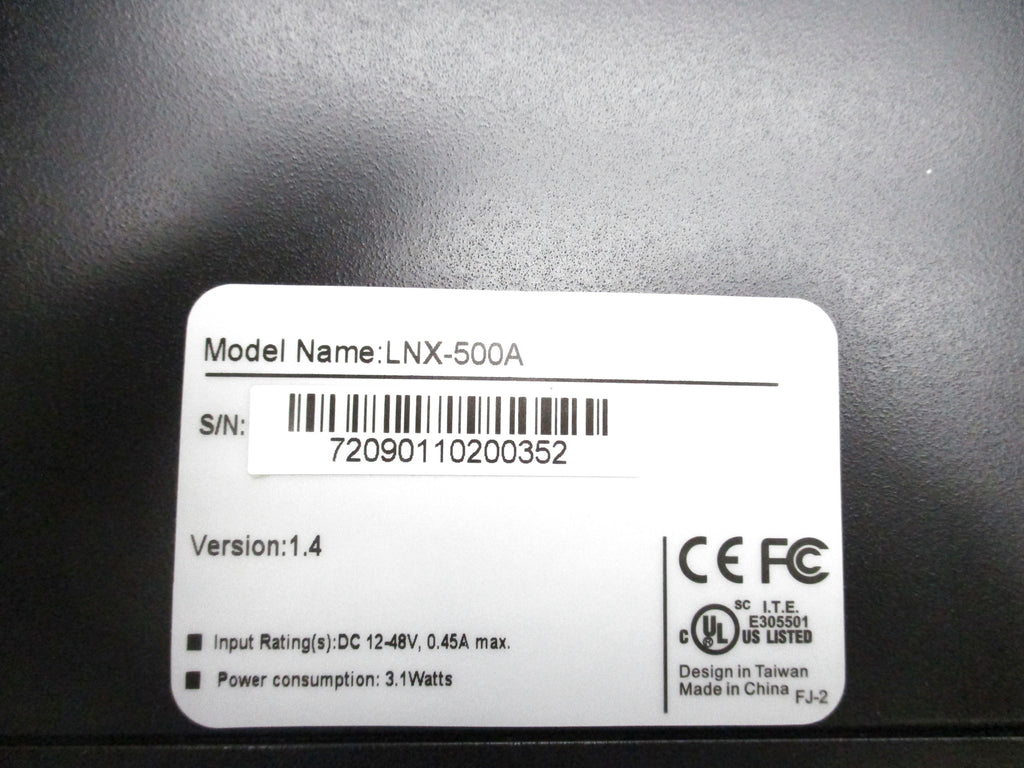 Model Name:LNX-500A
S/N:
72090110200352
Version:1.4
Input Rating(s):DC 12-48V, 0.45A max.
Power consumption: 3.1Watts
CE FC
c UL US LISTED
SC I.T.E.
E305501
Design in Taiwan
Made in China FJ-2